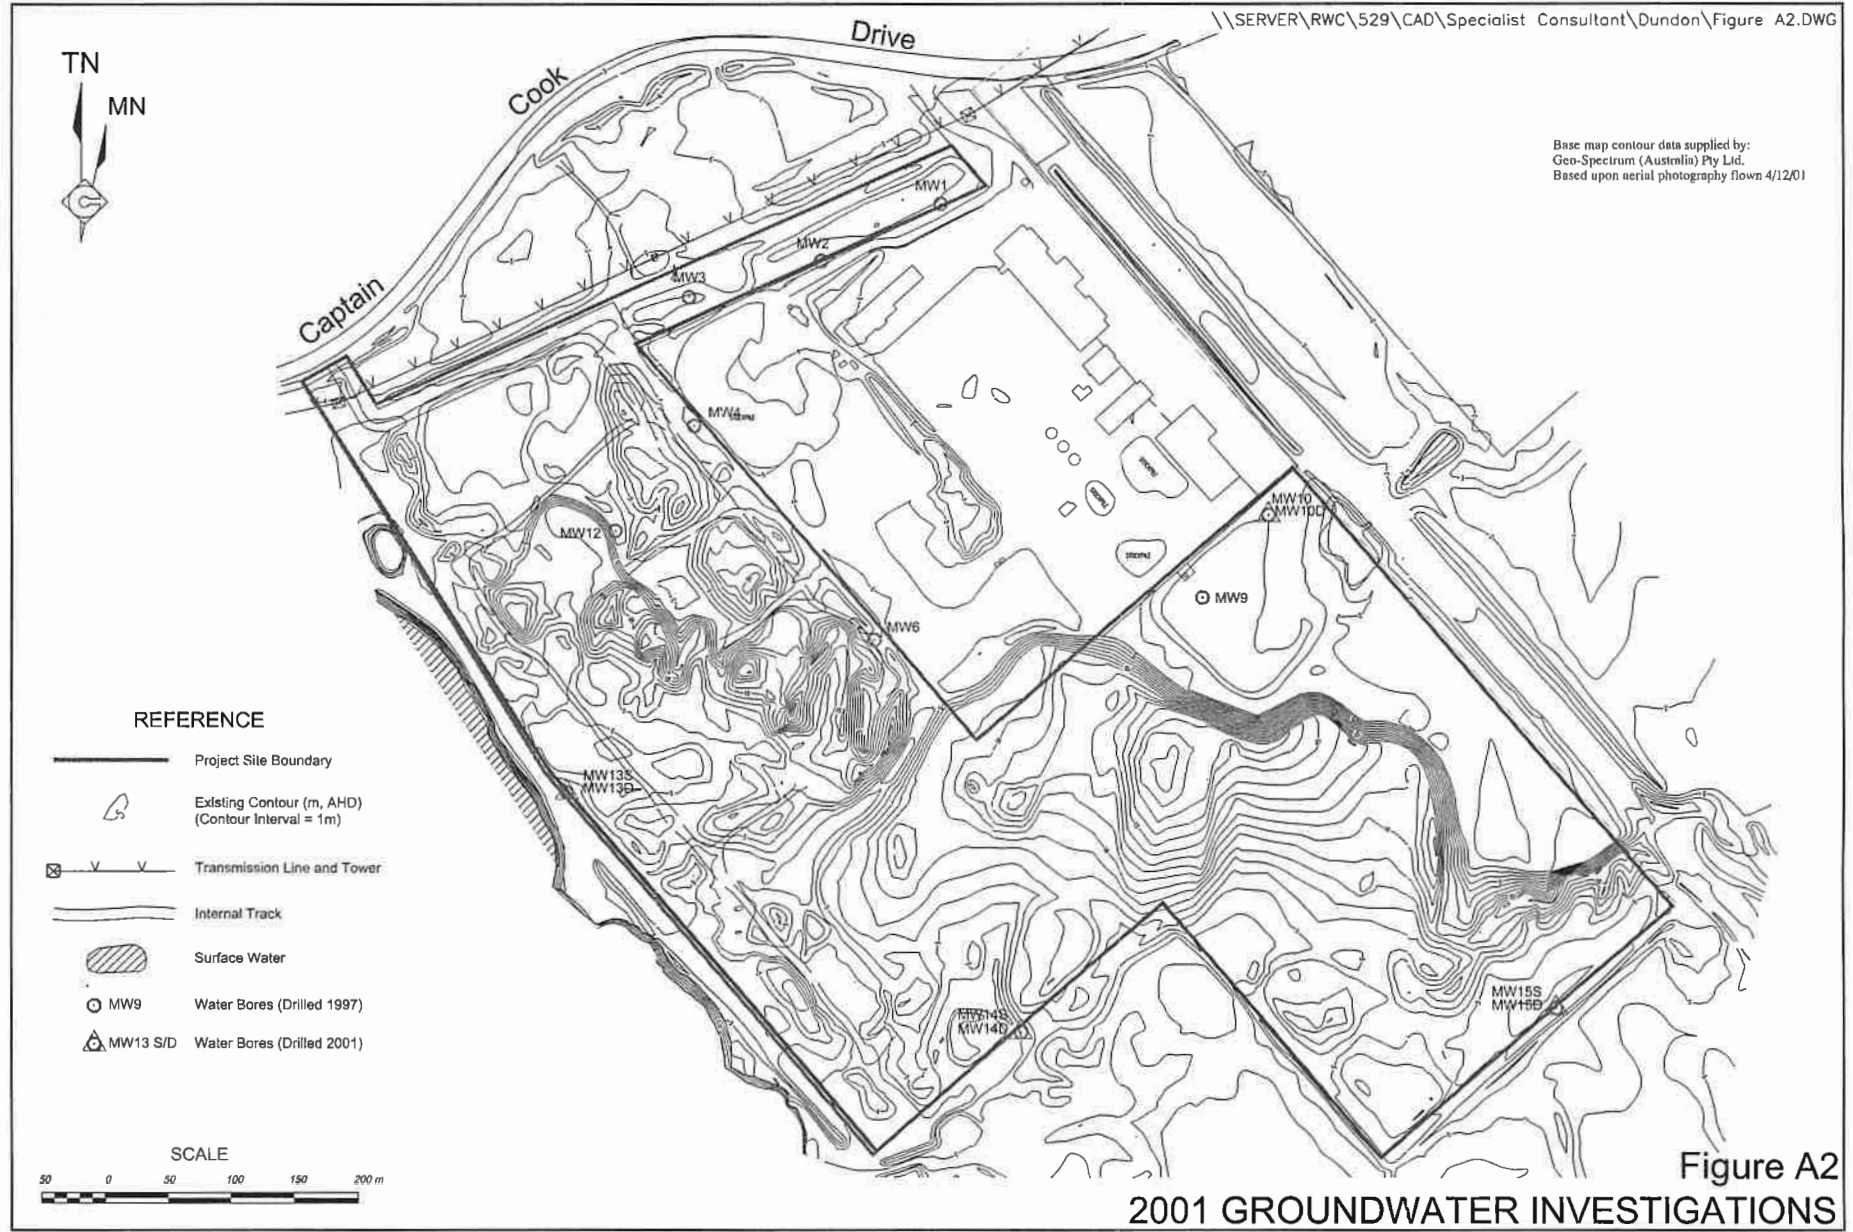 \\SERVER\RWC\529\CAD\Specialist Consultant\Dundon\Figure A2.DWG
TN
MN
Captain
Cook
Drive
Base map contour data supplied by:
Geo-Spectrum (Australia) Pty Ltd.
Based upon aerial photography flown 4/12/01
MW1
MW2
MW3
MW4
MW10
MW10D
MW12
MW9
MW6
MW13S
MW13D
MW14S
MW14D
MW15S
MW15D
REFERENCE
Project Site Boundary
Existing Contour (m, AHD)
(Contour Interval = 1m)
Transmission Line and Tower
Internal Track
Surface Water
MW9 Water Bores (Drilled 1997)
MW13 S/D Water Bores (Drilled 2001)
SCALE
50 0 50 100 150 200 m
Figure A2
2001 GROUNDWATER INVESTIGATIONS